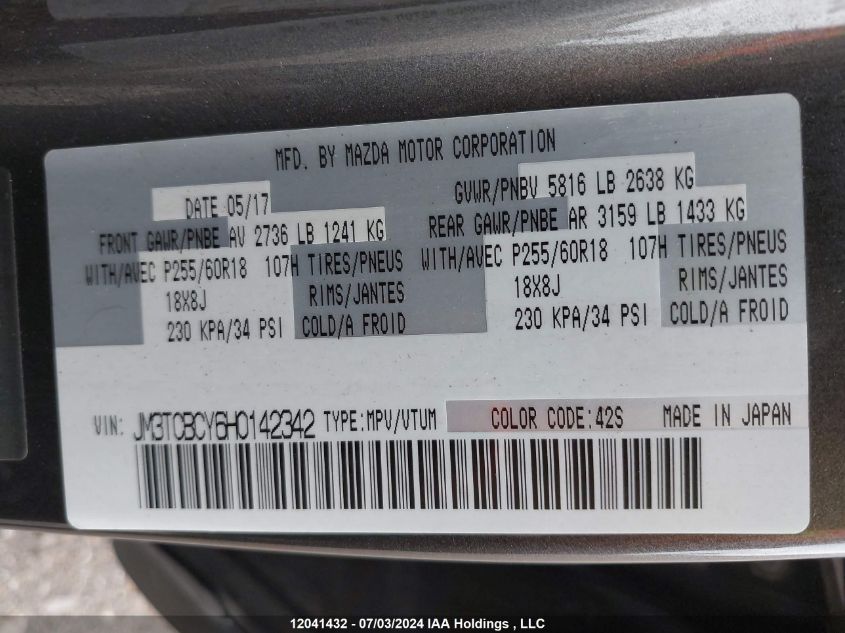 MFD. BY MAZDA MOTOR CORPORATION
DATE 05/17 GVWR/PNBV 5816 LB 2638 KG
FRONT GAWR/PNBE AV 2736 LB 1241 KG REAR GAWR/PNBE AR 3159 LB 1433 KG
WITH/AVEC P255/60R18 107H TIRES/PNEUS WITH/AVEC P255/60R18 107H TIRES/PNEUS
18X8J RIMS/JANTES 18X8J RIMS/JANTES
230 KPA/34 PSI COLD/A FROID 230 KPA/34 PSI COLD/A FROID
VIN: JM3TCBCY6H0142342 TYPE:MPV/VTUM COLOR CODE:42S MADE IN JAPAN
12041432 - 07/03/2024 IAA Holdings , LLC